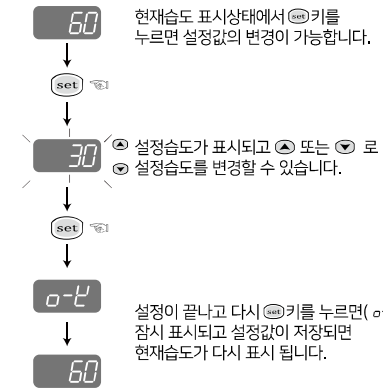 60
현재습도 표시상태에서 set 키를
누르면 설정값의 변경이 가능합니다.
set
30
설정습도가 표시되고 ▲ 또는 ▼ 로
설정습도를 변경할 수 있습니다.
set
o-t
설정이 끝나고 다시 set 키를 누르면( o-
잠시 표시되고 설정값이 저장되면
현재습도가 다시 표시 됩니다.
60